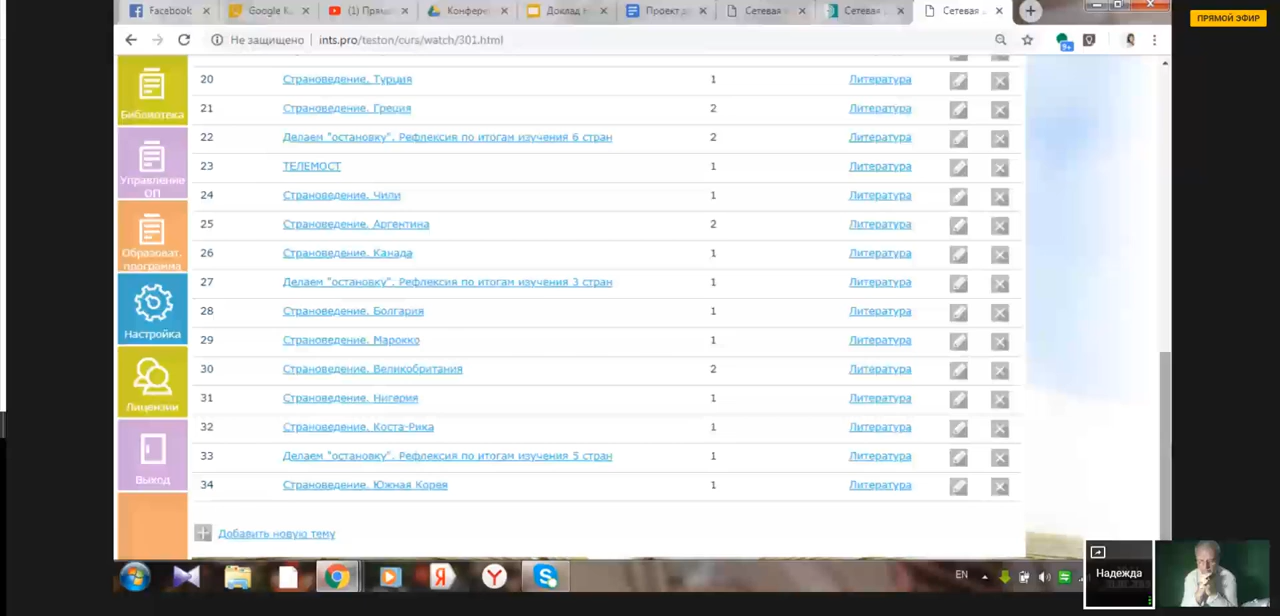 Facebook
Google К
(1) Прям
Конфере
Доклад
Проект д
Сетевая
Сетева
Сетевая
ПРЯМОЙ ЭФИР
Не защищено ints.pro/teston/curs/watch/301.html
9+
20 Страноведение. Турция 1 Литература
21 Страноведение. Греция 2 Литература
22 Делаем "остановку". Рефлексия по итогам изучения 6 стран 2 Литература
23 ТЕЛЕМОСТ 1 Литература
24 Страноведение. Чили 1 Литература
25 Страноведение. Аргентина 2 Литература
26 Страноведение. Канада 1 Литература
27 Делаем "остановку". Рефлексия по итогам изучения 3 стран 1 Литература
28 Страноведение. Болгария 1 Литература
29 Страноведение. Марокко 1 Литература
30 Страноведение. Великобритания 2 Литература
31 Страноведение. Нигерия 1 Литература
32 Страноведение. Коста-Рика 1 Литература
33 Делаем "остановку". Рефлексия по итогам изучения 5 стран 1 Литература
34 Страноведение. Южная Корея 1 Литература
Добавить новую тему
Библиотека
Управление
ОП
Образоват.
программа
Настройка
Лицензии
Выход
EN
Надежда